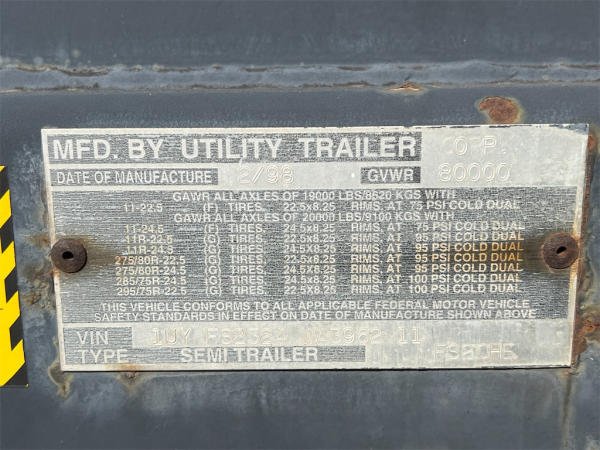 MFD. BY UTILITY TRAILER CO P.
DATE OF MANUFACTURE 2/98 GVWR 80000
GAWR ALL AXLES OF 19000 LBS/8620 KGS WITH
11-22.5 (F) TIRES, 22.5x8.25 RIMS, AT 75 PSI COLD DUAL
GAWR ALL AXLES OF 20000 LBS/9100 KGS WITH
11-24.5 (F) TIRES, 24.5x8.25 RIMS, AT 75 PSI COLD DUAL
11R-22.5 (G) TIRES, 22.5x8.25 RIMS, AT 95 PSI COLD DUAL
11R-24.5 (G) TIRES, 24.5x8.25 RIMS, AT 95 PSI COLD DUAL
275/80R-22.5 (G) TIRES, 22.5x8.25 RIMS, AT 95 PSI COLD DUAL
275/80R-24.5 (G) TIRES, 24.5x8.25 RIMS, AT 95 PSI COLD DUAL
285/75R-24.5 (G) TIRES, 24.5x8.25 RIMS, AT 100 PSI COLD DUAL
295/75R-22.5 (G) TIRES, 22.5x8.25 RIMS, AT 100 PSI COLD DUAL
THIS VEHICLE CONFORMS TO ALL APPLICABLE FEDERAL MOTOR VEHICLE
SAFETY STANDARDS IN EFFECT ON DATE OF MANUFACTURE SHOWN ABOVE
VIN 1UY FS252 11
TYPE SEMITRAILER